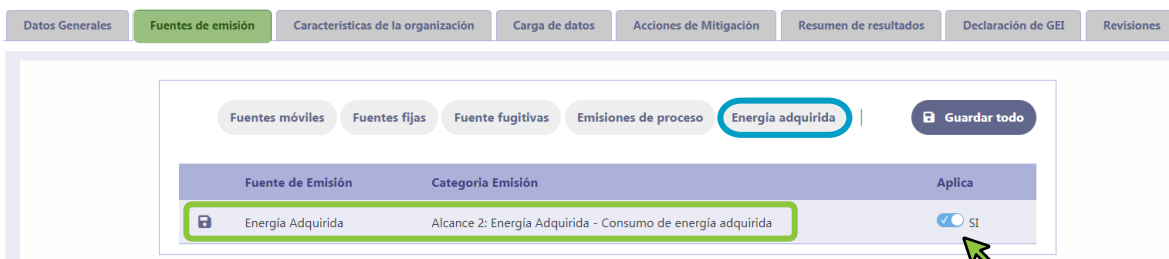 Datos Generales Fuentes de emisión Características de la organización Carga de datos Acciones de Mitigación Resumen de resultados Declaración de GEI Revisiones
Fuentes móviles Fuentes fijas Fuente fugitivas Emisiones de proceso Energia adquirida Guardar todo
Fuente de Emisión Categoria Emisión Aplica
Energía Adquirida Alcance 2: Energía Adquirida - Consumo de energía adquirida SI